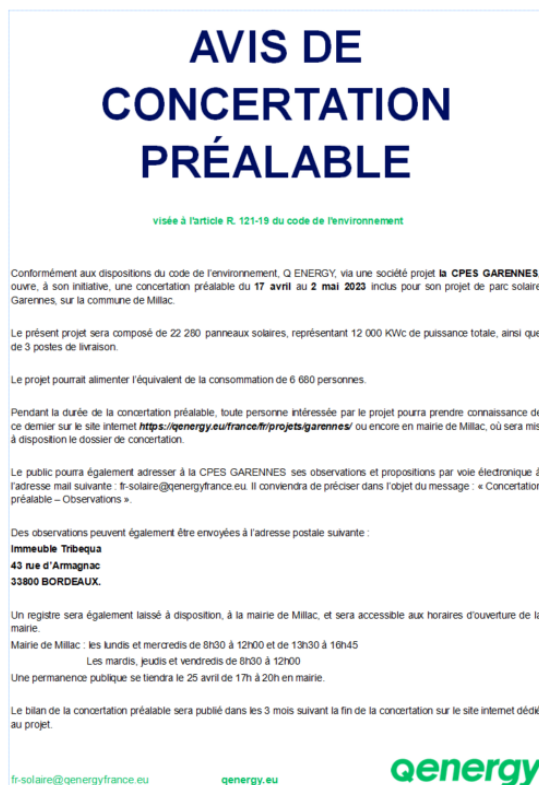 AVIS DE
CONCERTATION
PRÉALABLE
visée à l'article R. 121-19 du code de l'environnement
Conformément aux dispositions du code de l'environnement, Q ENERGY, via une société projet la CPES GARENNES,
ouvre, à son initiative, une concertation préalable du 17 avril au 2 mai 2023 inclus pour son projet de parc solaire
Garennes, sur la commune de Millac.
Le présent projet sera composé de 22 280 panneaux solaires, représentant 12 000 KWc de puissance totale, ainsi que
de 3 postes de livraison.
Le projet pourrait alimenter l'équivalent de la consommation de 6 680 personnes.
Pendant la durée de la concertation préalable, toute personne intéressée par le projet pourra prendre connaissance de
ce dernier sur le site internet https://qenergy.eu/france/fr/projets/garennes/ ou encore en mairie de Millac, où sera mis
à disposition le dossier de concertation.
Le public pourra également adresser à la CPES GARENNES ses observations et propositions par voie électronique à
l'adresse mail suivante : fr-solaire@qenergyfrance.eu. Il conviendra de préciser dans l'objet du message : « Concertation
préalable – Observations ».
Des observations peuvent également être envoyées à l'adresse postale suivante :
Immeuble Tribequa
43 rue d'Armagnac
33800 BORDEAUX.
Un registre sera également laissé à disposition, à la mairie de Millac, et sera accessible aux horaires d'ouverture de la
mairie.
Mairie de Millac : les lundis et mercredis de 8h30 à 12h00 et de 13h30 à 16h45
Les mardis, jeudis et vendredis de 8h30 à 12h00
Une permanence publique se tiendra le 25 avril de 17h à 20h en mairie.
Le bilan de la concertation préalable sera publié dans les 3 mois suivant la fin de la concertation sur le site internet dédié
au projet.
fr-solaire@qenergyfrance.eu qenergy.eu qenergy